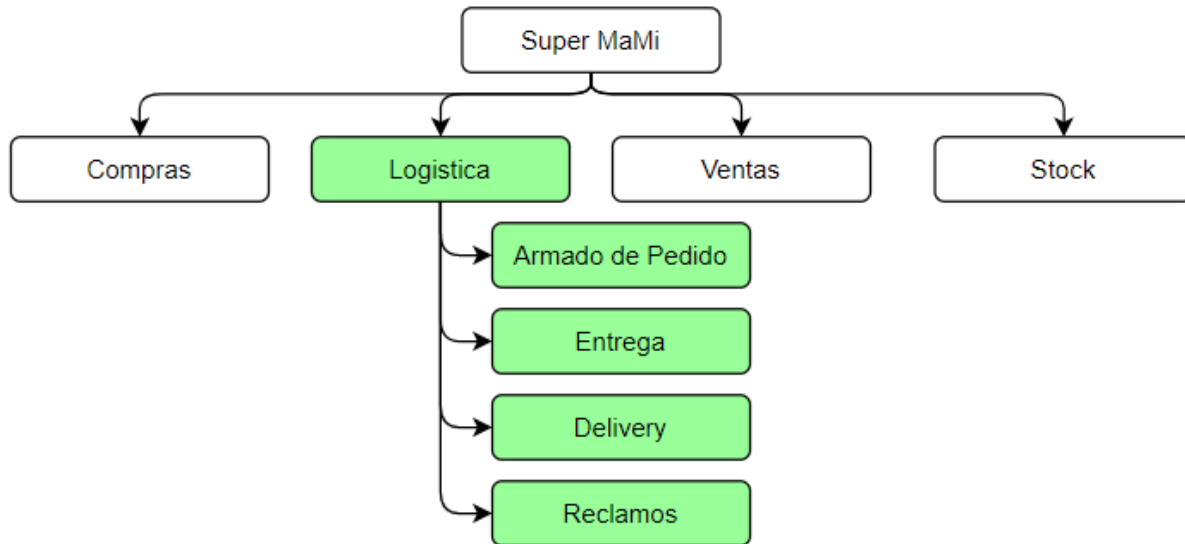 Super MaMi
Compras
Logistica
Ventas
Stock
Armado de Pedido
Entrega
Delivery
Reclamos